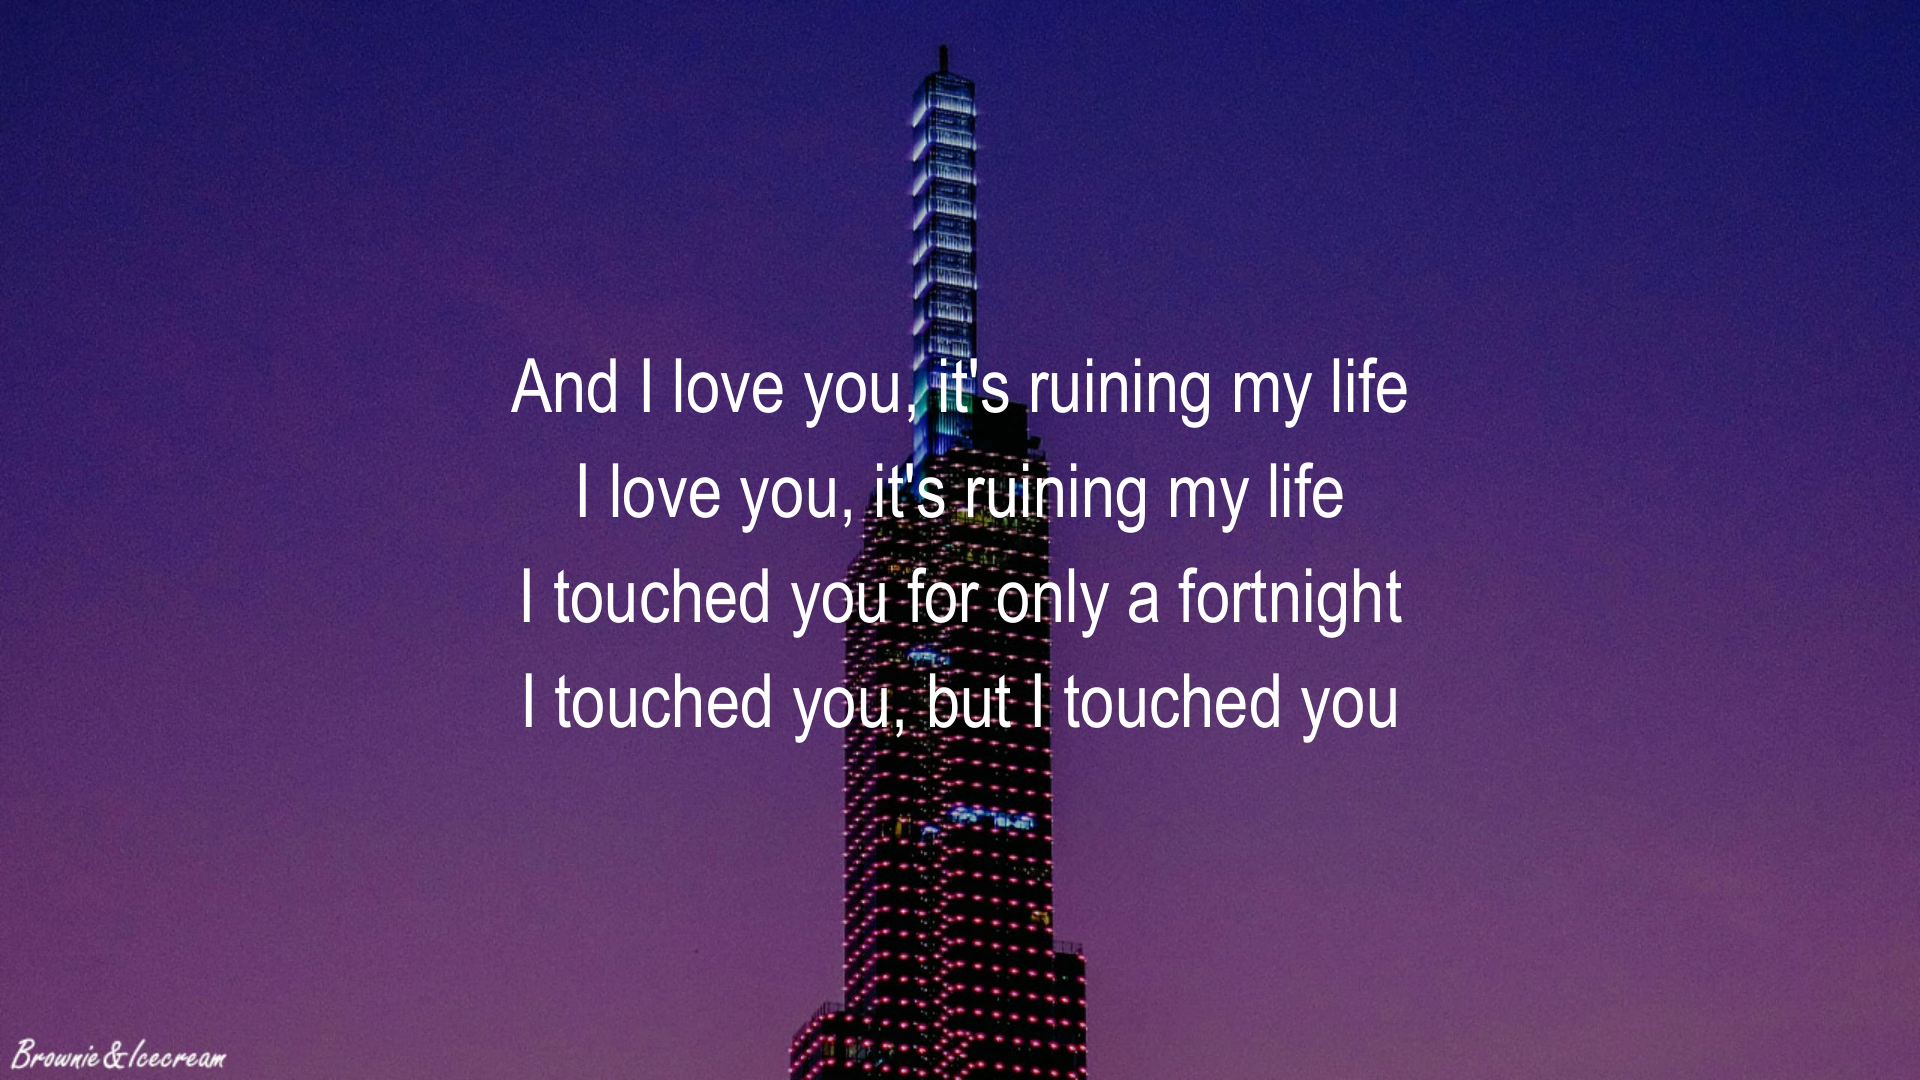 And I love you, it's ruining my life
I love you, it's ruining my life
I touched you for only a fortnight
I touched you, but I touched you
Brownie&Icecream